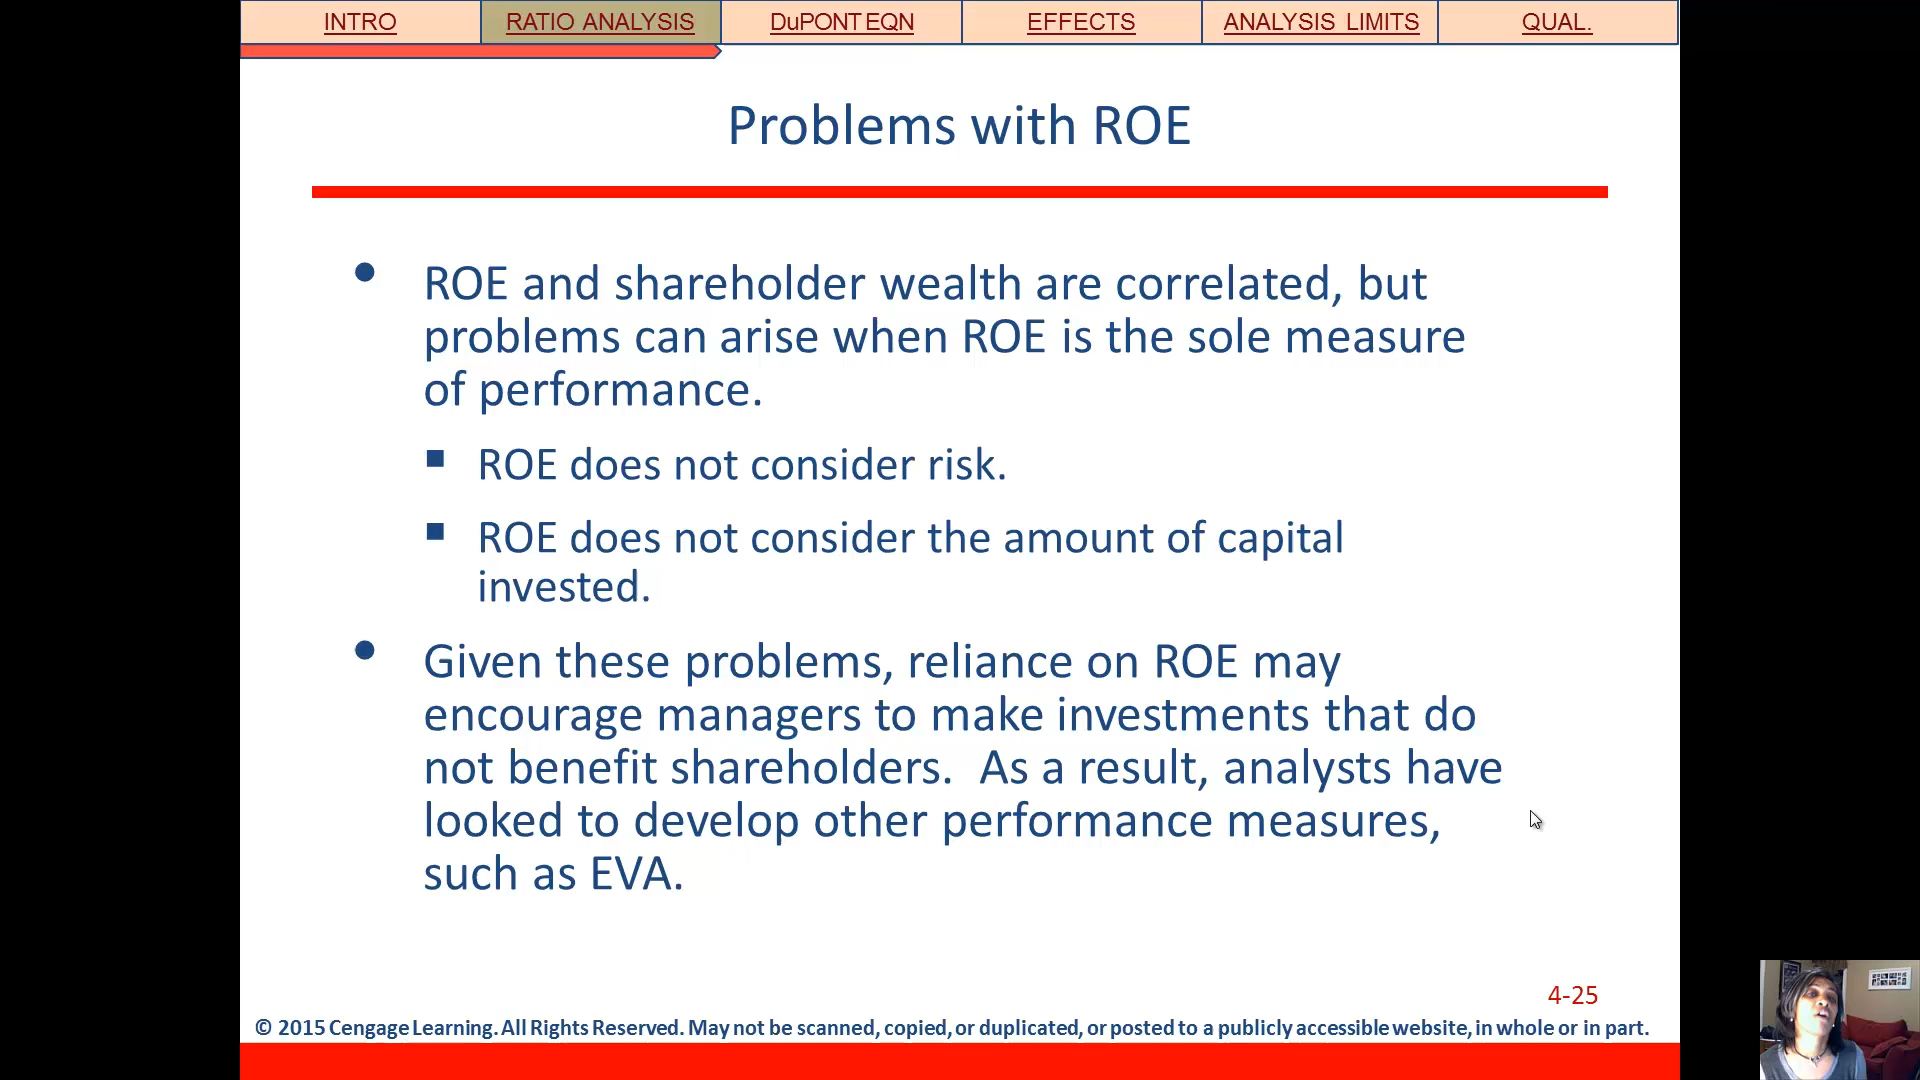 INTRO
RATIO ANALYSIS
DuPONT EQN
EFFECTS
ANALYSIS LIMITS
QUAL.
Problems with ROE
• ROE and shareholder wealth are correlated, but
problems can arise when ROE is the sole measure
of performance.
▪ ROE does not consider risk.
▪ ROE does not consider the amount of capital
invested.
• Given these problems, reliance on ROE may
encourage managers to make investments that do
not benefit shareholders.  As a result, analysts have
looked to develop other performance measures,
such as EVA.
4-25
© 2015 Cengage Learning. All Rights Reserved. May not be scanned, copied, or duplicated, or posted to a publicly accessible website, in whole or in part.